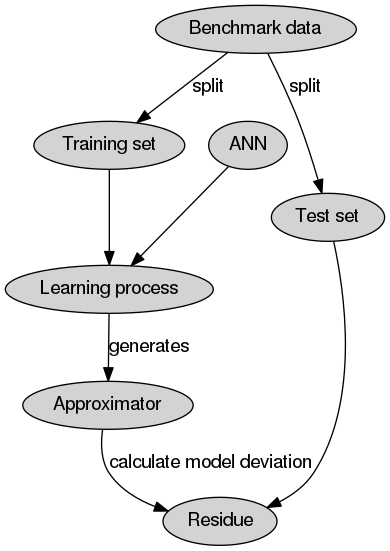 Benchmark data
split
split
Training set
ANN
Test set
Learning process
generates
Approximator
calculate model deviation
Residue